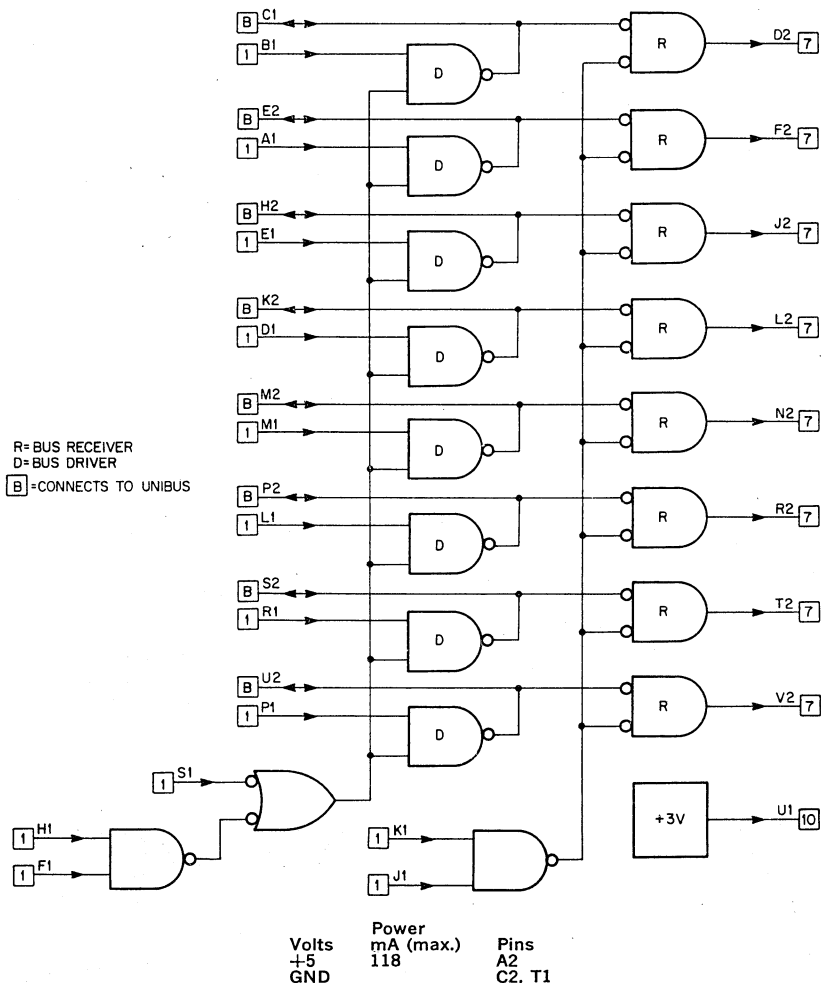 B C1
1 B1
D
R
D2 7
B E2
1 A1
D
R
F2 7
B H2
1 E1
D
R
J2 7
B K2
1 D1
D
R
L2 7
B M2
1 M1
D
R
N2 7
R=BUS RECEIVER
D=BUS DRIVER
B =CONNECTS TO UNIBUS
B P2
1 L1
D
R
R2 7
B S2
1 R1
D
R
T2 7
B U2
1 P1
D
R
V2 7
1 S1
1 H1
1 F1
1 K1
1 J1
+3V
U1 10
Power
Volts mA (max.) Pins
+5 118 A2
GND C2, T1